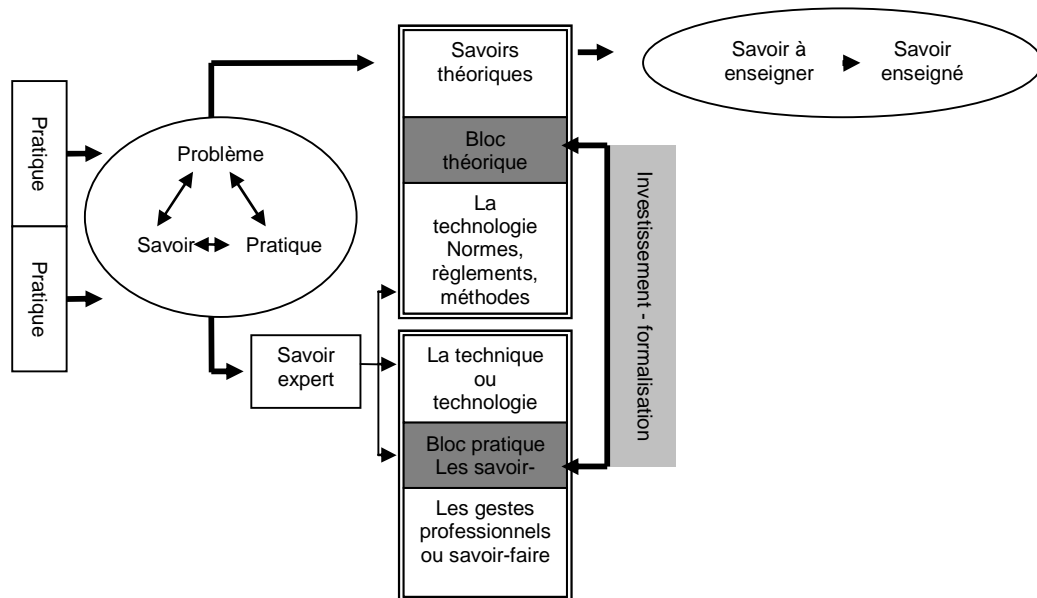 Pratique
Pratique
Problème
Savoir
Pratique
Savoir
expert
Savoirs
théoriques
Bloc
théorique
La
technologie
Normes,
règlements,
méthodes
La technique
ou
technologie
Bloc pratique
Les savoir-
Les gestes
professionnels
ou savoir-faire
Investissement - formalisation
Savoir à
enseigner
Savoir
enseigné